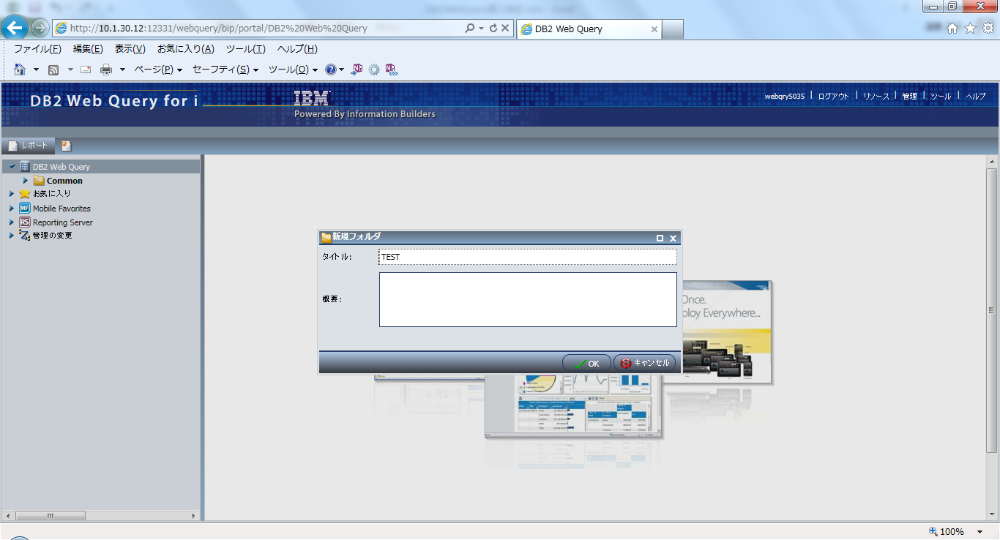 http://10.1.30.12:12331/webquery/bip/portal/DB2%20Web%20Query
DB2 Web Query
ファイル(F) 編集(E) 表示(V) お気に入り(A) ツール(T) ヘルプ(H)
ページ(P) セーフティ(S) ツール(O)
DB2 Web Query for i
IBM
Powered By Information Builders
webqry5035 | ログアウト | リソース | 管理 | ツール | ヘルプ
レポート
DB2 Web Query
Common
お気に入り
MF Mobile Favorites
RS Reporting Server
管理の変更
新規フォルダ
タイトル: TEST
概要:
OK キャンセル
Once.
ploy Everywhere...
100%